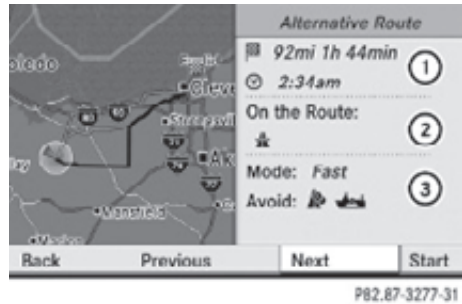 Alternative Route
92mi 1h 44min
2:34am
1
On the Route:
2
Mode: Fast
Avoid:
3
Euclid
Cleve
Mansfield
Back Previous Next Start
P82.87-3277-31